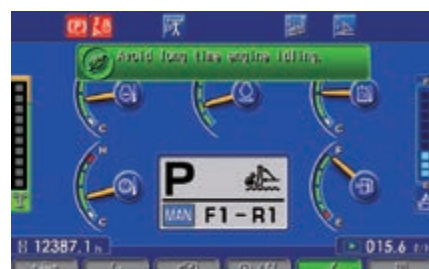 (P)
Avoid long time engine idling.
C
C
H
C
F
E
P
MAN F1-R1
12387.1 h
015.6